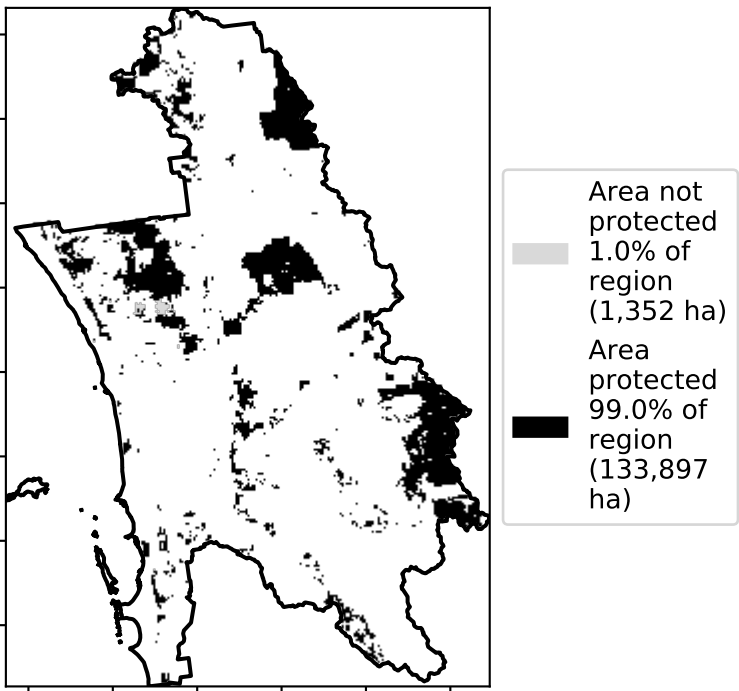 Area not
protected
1.0% of
region
(1,352 ha)
Area
protected
99.0% of
region
(133,897
ha)